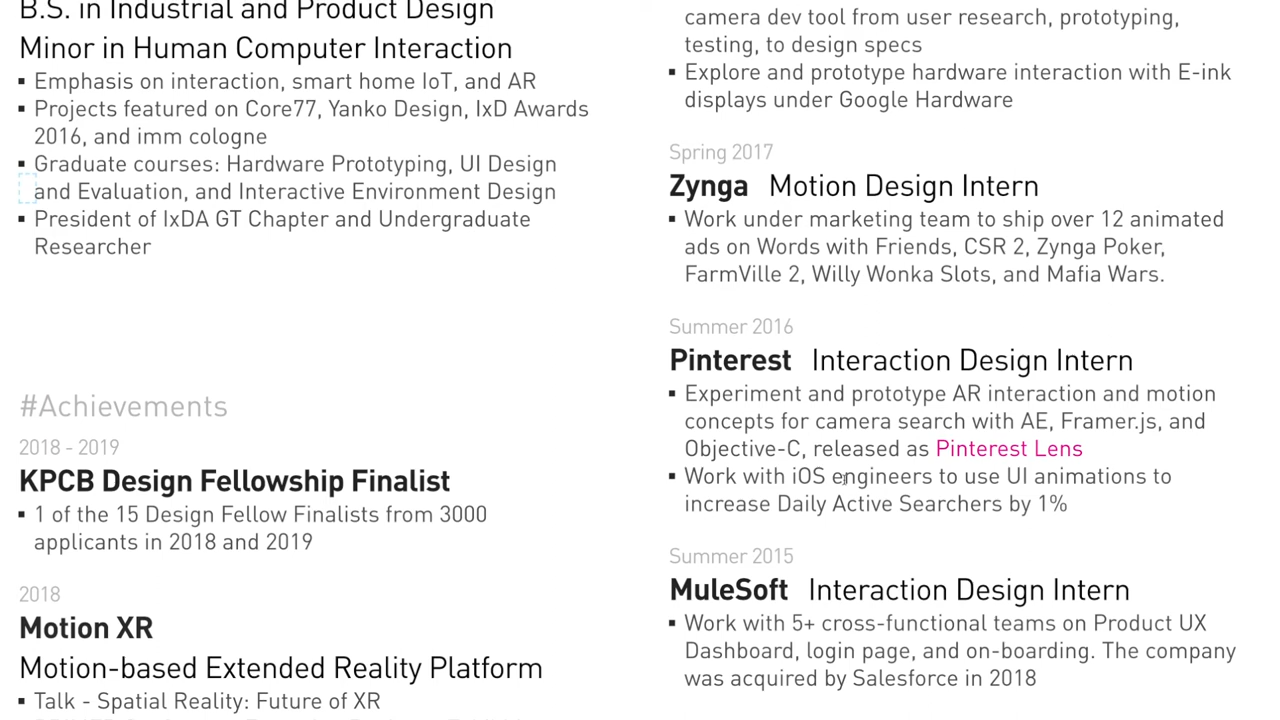 B.S. in Industrial and Product Design
Minor in Human Computer Interaction
▪ Emphasis on interaction, smart home IoT, and AR
▪ Projects featured on Core77, Yanko Design, IxD Awards
2016, and imm cologne
▪ Graduate courses: Hardware Prototyping, UI Design
and Evaluation, and Interactive Environment Design
▪ President of IxDA GT Chapter and Undergraduate
Researcher
#Achievements
2018 - 2019
KPCB Design Fellowship Finalist
▪ 1 of the 15 Design Fellow Finalists from 3000
applicants in 2018 and 2019
2018
Motion XR
Motion-based Extended Reality Platform
▪ Talk - Spatial Reality: Future of XR
camera dev tool from user research, prototyping,
testing, to design specs
▪ Explore and prototype hardware interaction with E-ink
displays under Google Hardware
Spring 2017
Zynga Motion Design Intern
▪ Work under marketing team to ship over 12 animated
ads on Words with Friends, CSR 2, Zynga Poker,
FarmVille 2, Willy Wonka Slots, and Mafia Wars.
Summer 2016
Pinterest Interaction Design Intern
▪ Experiment and prototype AR interaction and motion
concepts for camera search with AE, Framer.js, and
Objective-C, released as Pinterest Lens
▪ Work with iOS engineers to use UI animations to
increase Daily Active Searchers by 1%
Summer 2015
MuleSoft Interaction Design Intern
▪ Work with 5+ cross-functional teams on Product UX
Dashboard, login page, and on-boarding. The company
was acquired by Salesforce in 2018